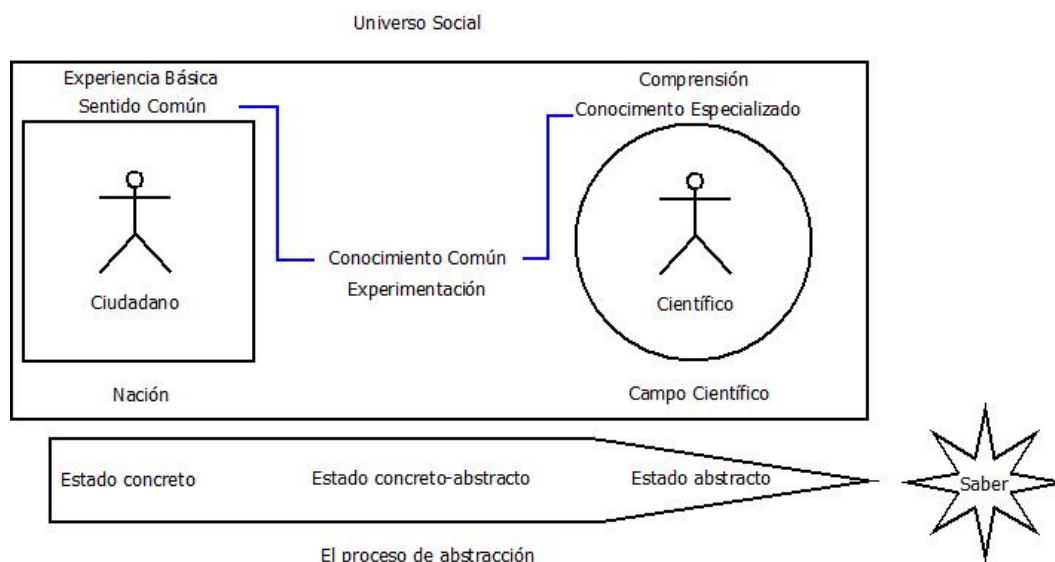 Universo Social
Experiencia Básica
Sentido Común
Comprensión
Conocimento Especializado
Conocimiento Común
Experimentación
Ciudadano
Científico
Nación
Campo Científico
Estado concreto
Estado concreto-abstracto
Estado abstracto
Saber
El proceso de abstracción